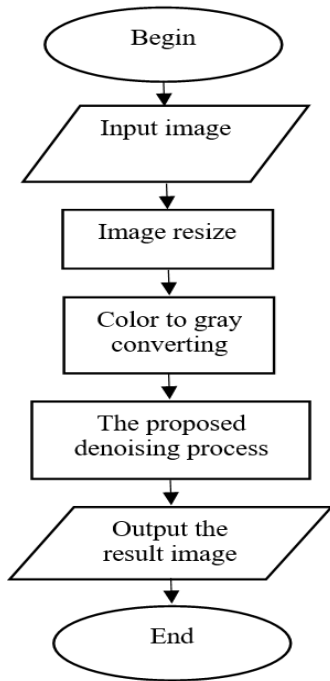 Begin
Input image
Image resize
Color to gray
converting
The proposed
denoising process
Output the
result image
End